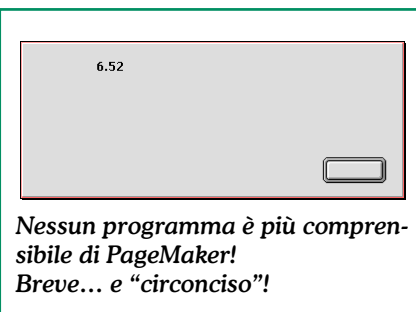 6.52
Nessun programma è più compren-
sibile di PageMaker!
Breve… e “circonciso”!